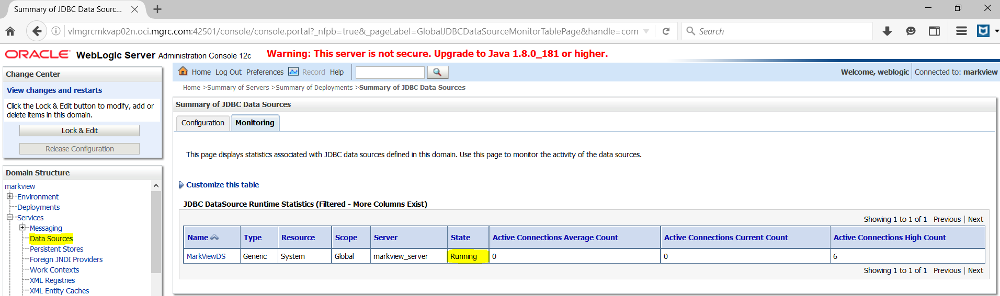 Summary of JDBC Data Sourc...
vlmgrcmkvap02n.oci.mgrc.com:42501/console/console.portal?_nfpb=true&_pageLabel=GlobalJDBCDataSourceMonitorTablePage&handle=com
Search
ORACLE WebLogic Server Administration Console 12c
Warning: This server is not secure. Upgrade to Java 1.8.0_181 or higher.
Change Center
View changes and restarts
Click the Lock & Edit button to modify, add or
delete items in this domain.
Lock & Edit
Release Configuration
Domain Structure
markview
Environment
Deployments
Services
Messaging
Data Sources
Persistent Stores
Foreign JNDI Providers
Work Contexts
XML Registries
XML Entity Caches
Home Log Out Preferences Record Help
Welcome, weblogic Connected to: markview
Home >Summary of Servers >Summary of Deployments >Summary of JDBC Data Sources
Summary of JDBC Data Sources
Configuration Monitoring
This page displays statistics associated with JDBC data sources defined in this domain. Use this page to monitor the activity of the data sources.
Customize this table
JDBC DataSource Runtime Statistics (Filtered - More Columns Exist)
Showing 1 to 1 of 1 Previous | Next
Name Type Resource Scope Server State Active Connections Average Count Active Connections Current Count Active Connections High Count
MarkViewDS Generic System Global markview_server Running 0 0 6
Showing 1 to 1 of 1 Previous | Next